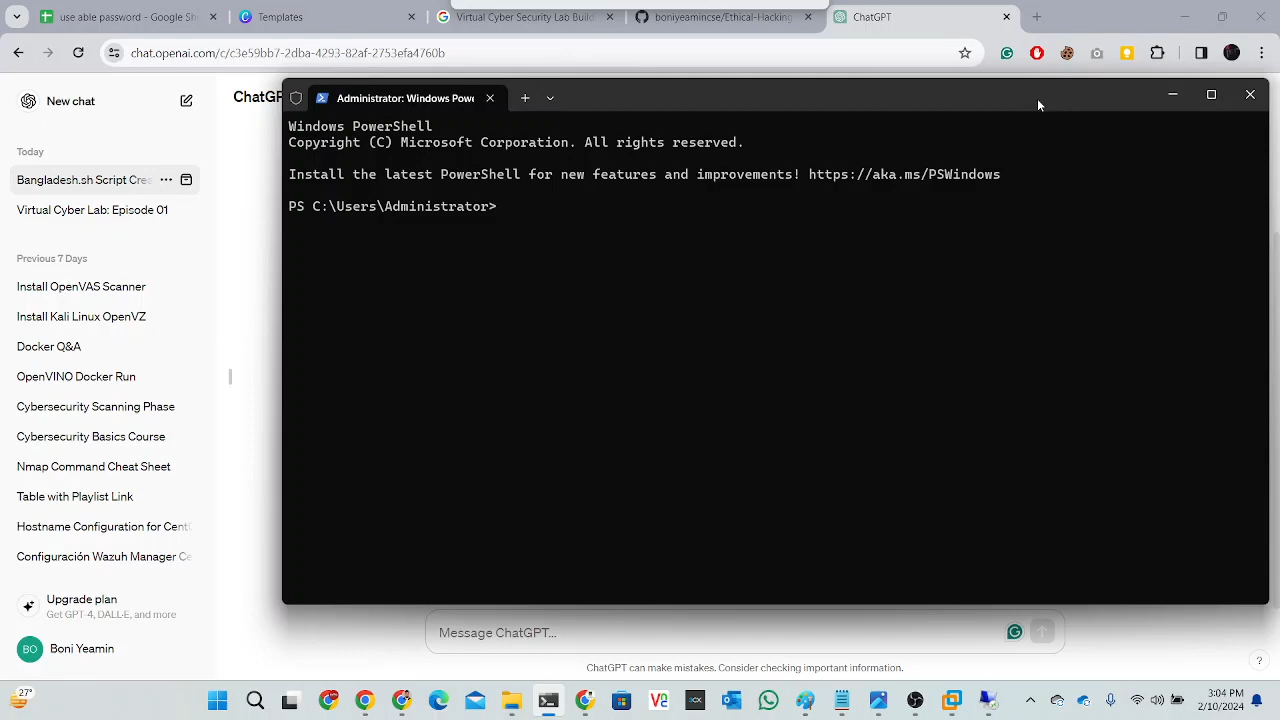 use albe password - Google Sh
Templates
Virtual Cyber Security Lab Build
boniyeamincse/Ethical-Hacking
ChatGPT
chat.openai.com/c/c3e59bb7-2dba-4293-82af-2753efa4760b
New chat
ChatGP
Administrator: Windows Powe
Windows PowerShell
Copyright (C) Microsoft Corporation. All rights reserved.
Install the latest PowerShell for new features and improvements! https://aka.ms/PSWindows
PS C:\Users\Administrator>
Today
Bangladesh.sh Script Crea
Virtual Cyber Lab: Episode 01
Previous 7 Days
Install OpenVAS Scanner
Install Kali Linux OpenVZ
Docker Q&A
OpenVINO Docker Run
Cybersecurity Scanning Phase
Cybersecurity Basics Course
Nmap Command Cheat Sheet
Table with Playlist Link
Hostname Configuration for Cent
Configuración Wazuh Manager Ce
Upgrade plan
Get GPT-4, DALL·E, and more
BO
Boni Yeamin
Message ChatGPT...
ChatGPT can make mistakes. Consider checking important information.
?
27°
3:04 PM
2/10/2024